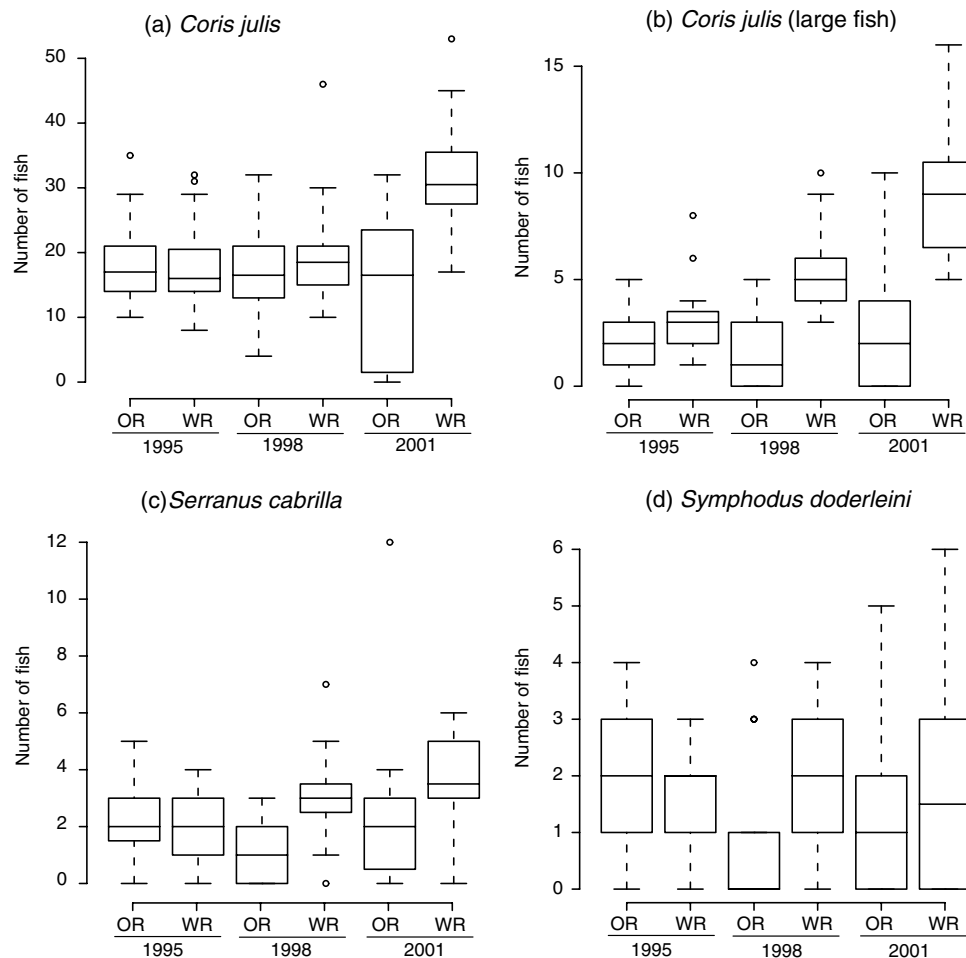 (a) Coris julis
Number of fish
50
40
30
20
10
0
OR WR OR WR OR WR
1995 1998 2001
(b) Coris julis (large fish)
Number of fish
15
10
5
0
OR WR OR WR OR WR
1995 1998 2001
(c)Serranus cabrilla
Number of fish
12
10
8
6
4
2
0
OR WR OR WR OR WR
1995 1998 2001
(d) Symphodus doderleini
Number of fish
6
5
4
3
2
1
0
OR WR OR WR OR WR
1995 1998 2001